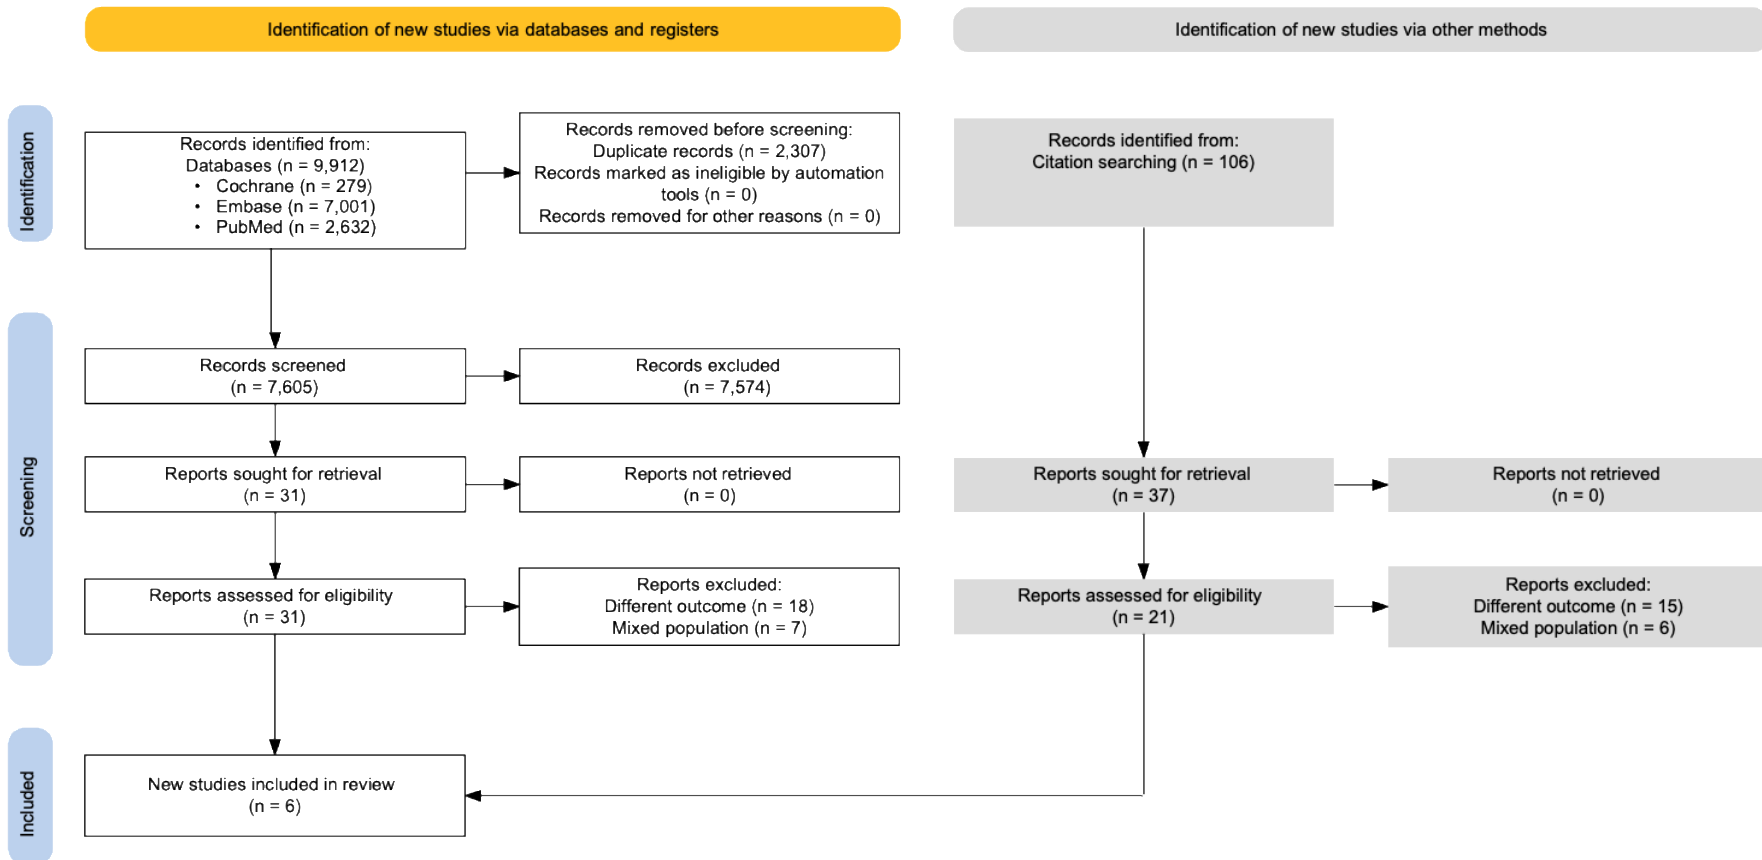 Identification of new studies via databases and registers
Identification of new studies via other methods
Identification
Records identified from:
Databases (n = 9,912)
• Cochrane (n = 279)
• Embase (n = 7,001)
• PubMed (n = 2,632)
Records removed before screening:
Duplicate records (n = 2,307)
Records marked as ineligible by automation
tools (n = 0)
Records removed for other reasons (n = 0)
Records identified from:
Citation searching (n = 106)
Screening
Records screened
(n = 7,605)
Records excluded
(n = 7,574)
Reports sought for retrieval
(n = 31)
Reports not retrieved
(n = 0)
Reports sought for retrieval
(n = 37)
Reports not retrieved
(n = 0)
Reports assessed for eligibility
(n = 31)
Reports excluded:
Different outcome (n = 18)
Mixed population (n = 7)
Reports assessed for eligibility
(n = 21)
Reports excluded:
Different outcome (n = 15)
Mixed population (n = 6)
Included
New studies included in review
(n = 6)